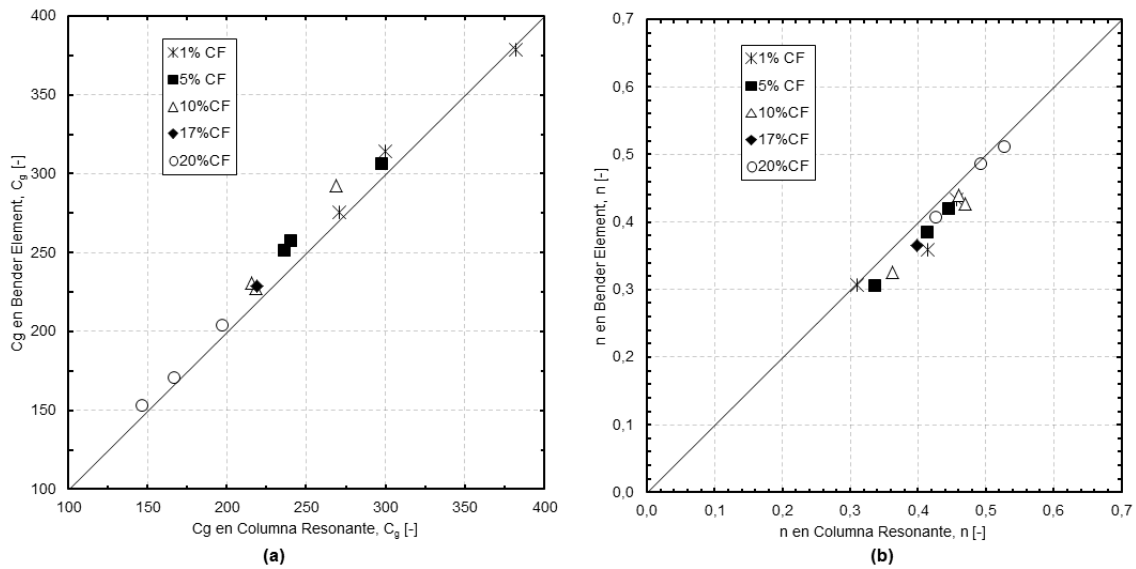 400
350
300
250
200
150
100
100 150 200 250 300 350 400
Cg en Bender Element, Cg [-]
Cg en Columna Resonante, Cg [-]
1% CF
5% CF
10%CF
17%CF
20%CF
(a)
0,7
0,6
0,5
0,4
0,3
0,2
0,1
0,0
0,0 0,1 0,2 0,3 0,4 0,5 0,6 0,7
n en Bender Element, n [-]
n en Columna Resonante, n [-]
1% CF
5% CF
10%CF
17%CF
20%CF
(b)